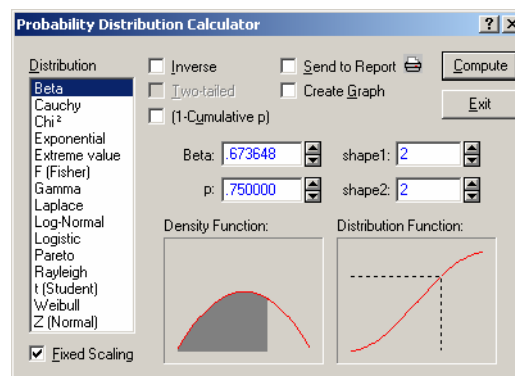 Probability Distribution Calculator
Distribution
Beta
Cauchy
Chi ²
Exponential
Extreme value
F (Fisher)
Gamma
Laplace
Log-Normal
Logistic
Pareto
Rayleigh
t (Student)
Weibull
Z (Normal)
Fixed Scaling
Inverse
Two-tailed
(1-Cumulative p)
Send to Report
Create Graph
Compute
Exit
Beta: .673648
shape1: 2
p: .750000
shape2: 2
Density Function:
Distribution Function: